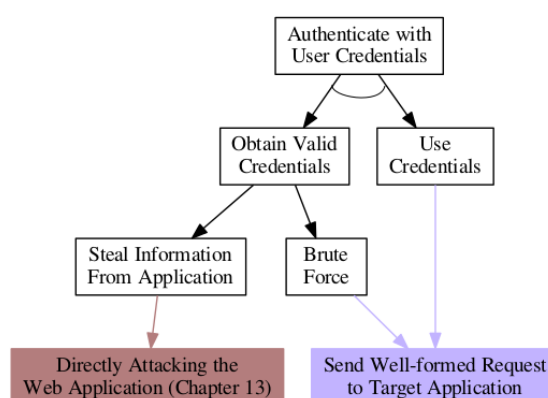 Authenticate with
User Credentials
Obtain Valid
Credentials
Use
Credentials
Steal Information
From Application
Brute
Force
Directly Attacking the
Web Application (Chapter 13)
Send Well-formed Request
to Target Application